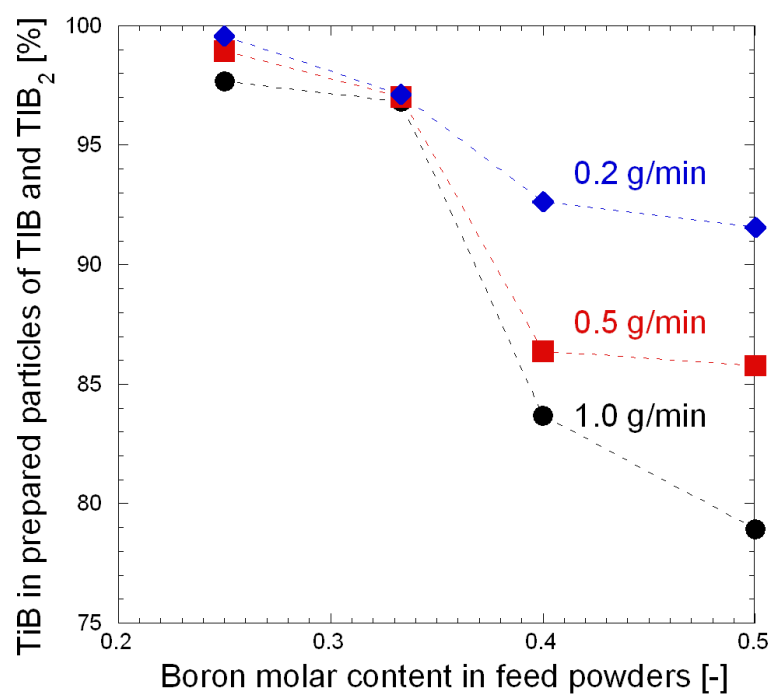 TiB in prepared particles of TIB and TIB2 [%]
100
95
90
85
80
75
0.2 g/min
0.5 g/min
1.0 g/min
0.2
0.3
0.4
0.5
Boron molar content in feed powders [-]